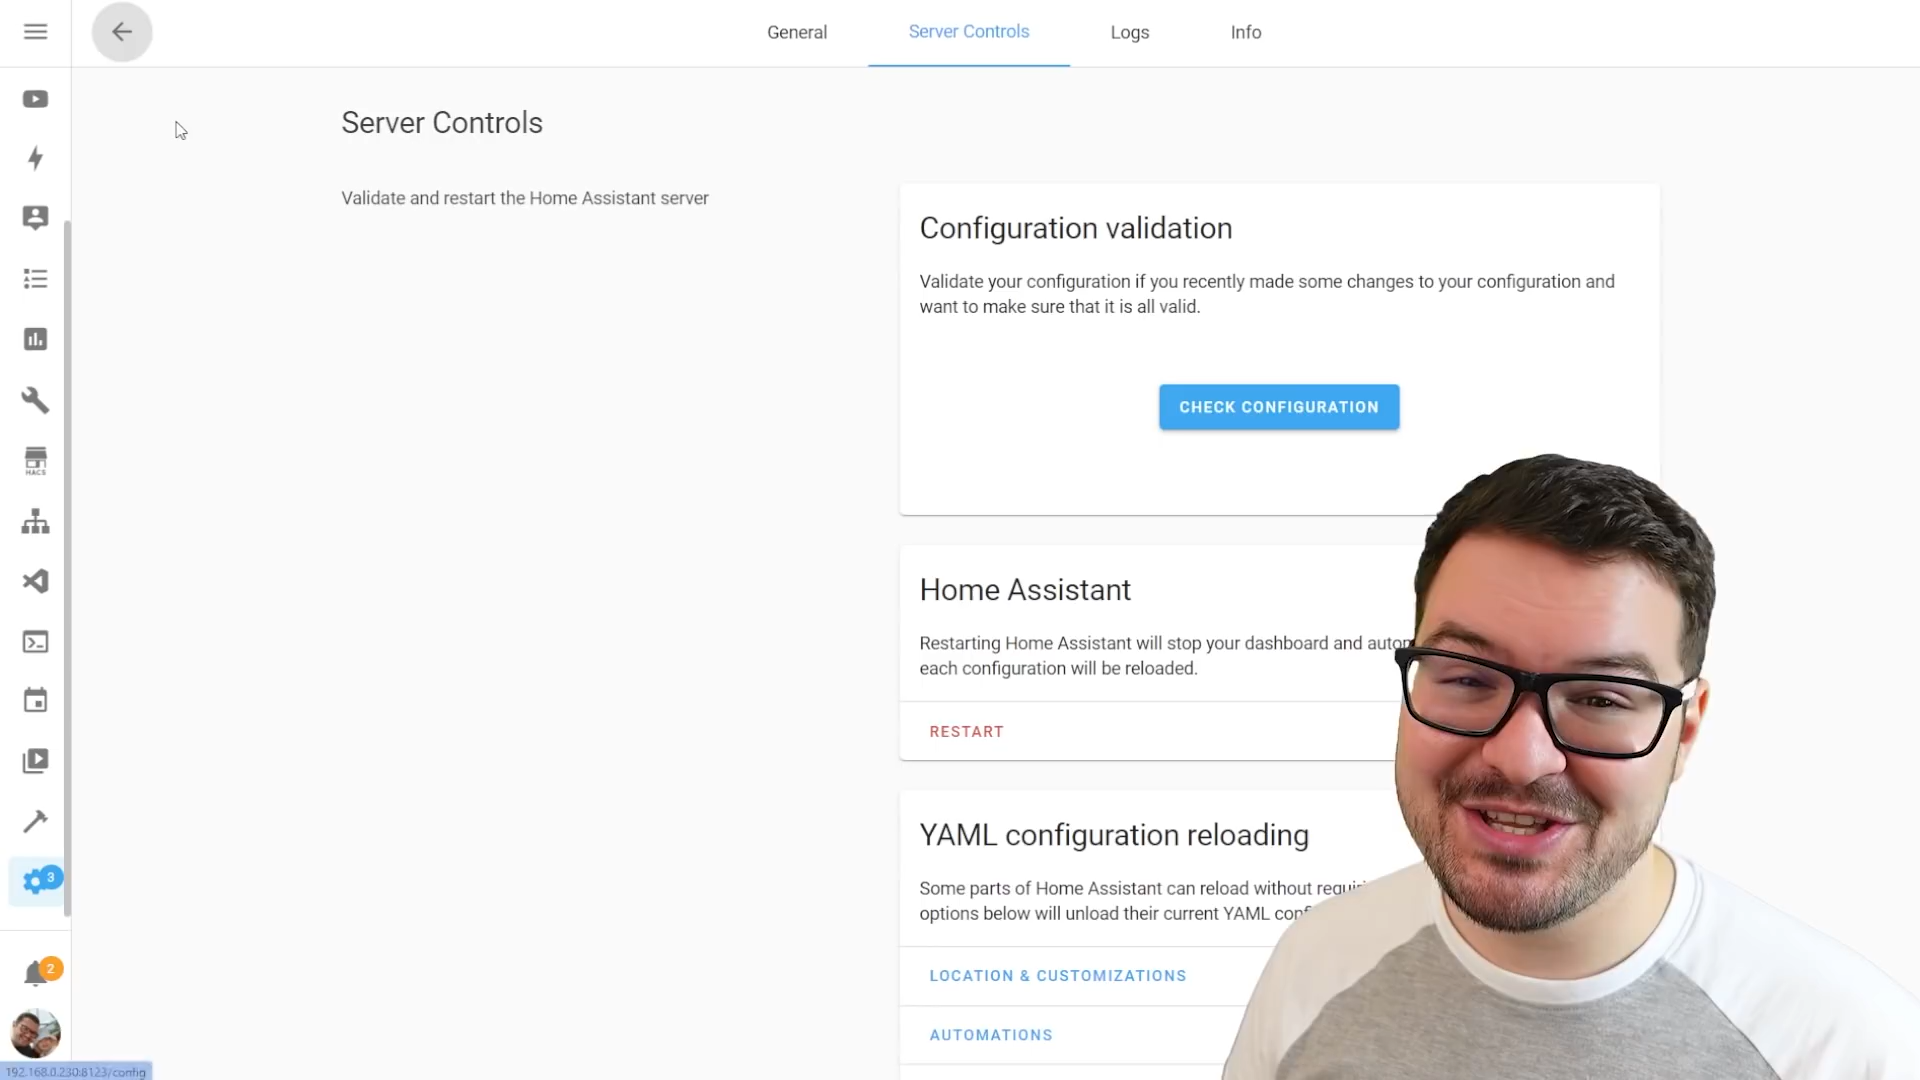 General
Server Controls
Logs
Info
Server Controls
Validate and restart the Home Assistant server
Configuration validation
Validate your configuration if you recently made some changes to your configuration and
want to make sure that it is all valid.
CHECK CONFIGURATION
HACS
Home Assistant
Restarting Home Assistant will stop your dashboard and
each configuration will be reloaded.
RESTART
YAML configuration reloading
Some parts of Home Assistant can reload without
options below will unload their current YAML
LOCATION & CUSTOMIZATIONS
AUTOMATIONS
3
2
192.168.0.230:8123/config